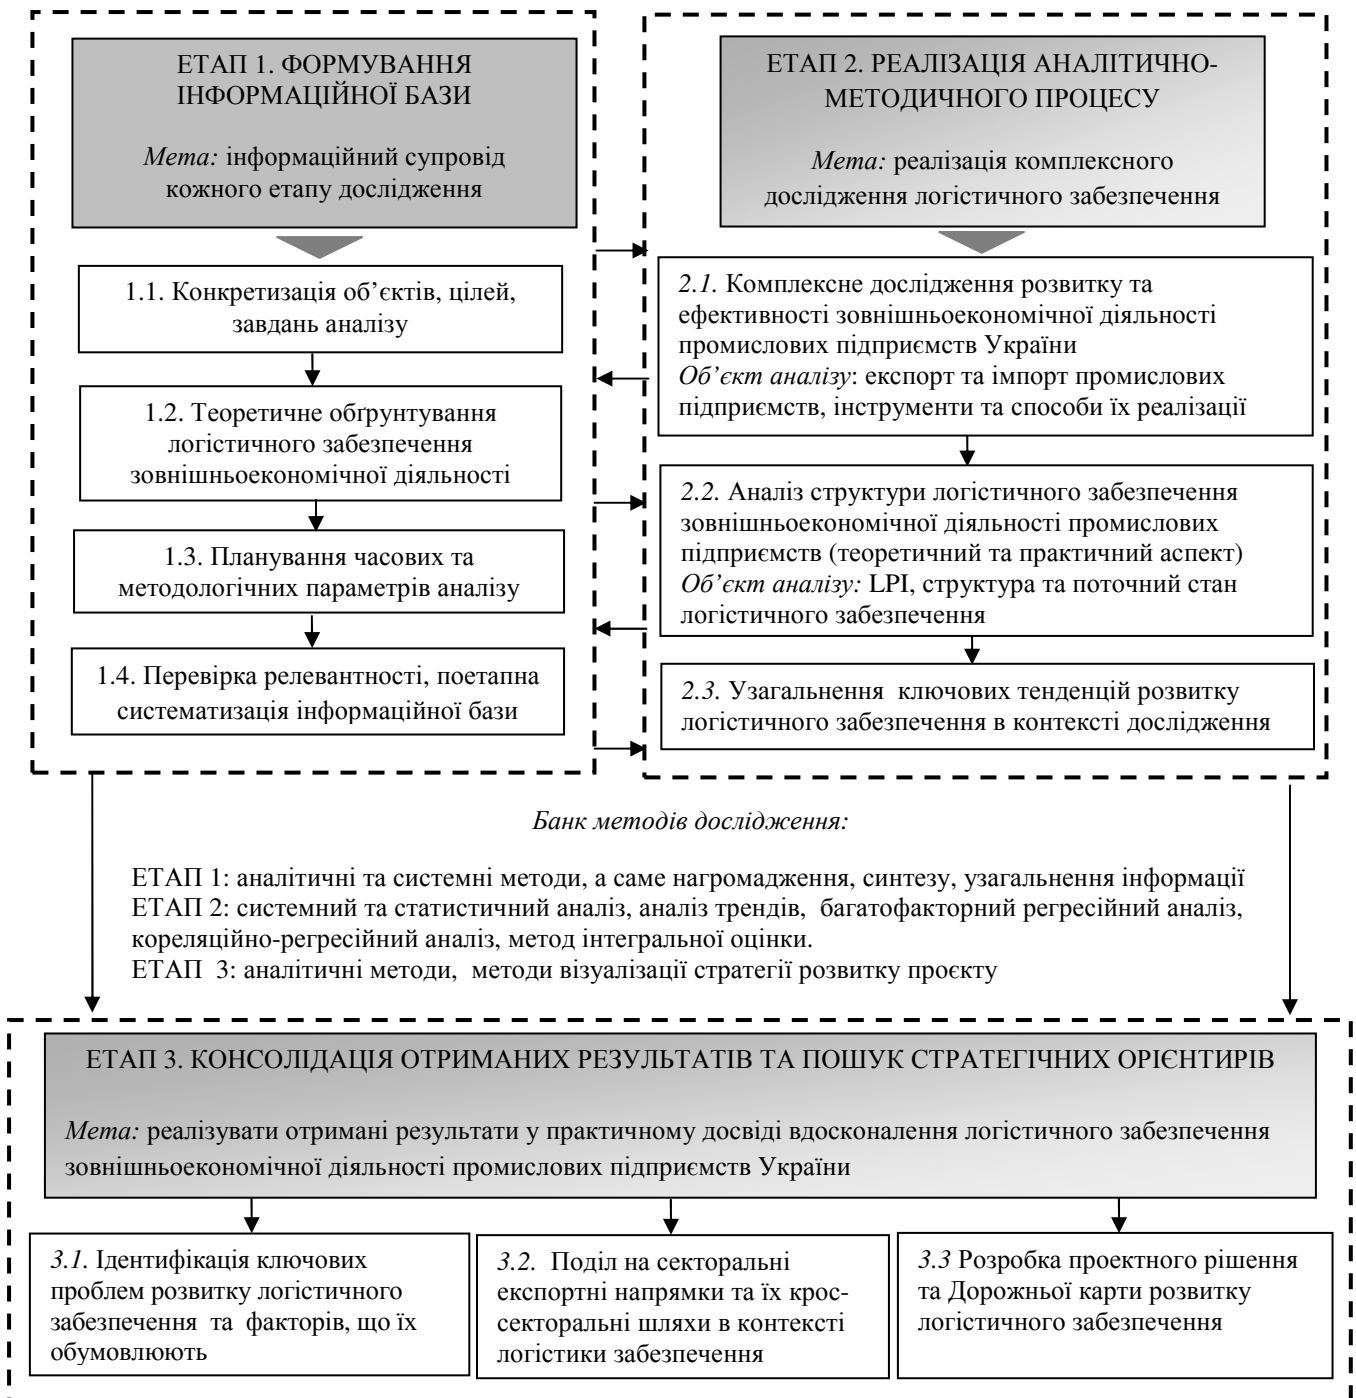 ЕТАП 1. ФОРМУВАННЯ
ІНФОРМАЦІЙНОЇ БАЗИ
Мета: інформаційний супровід
кожного етапу дослідження
1.1. Конкретизація об’єктів, цілей,
завдань аналізу
1.2. Теоретичне обґрунтування
логістичного забезпечення
зовнішньоекономічної діяльності
1.3. Планування часових та
методологічних параметрів аналізу
1.4. Перевірка релевантності, поетапна
систематизація інформаційної бази
ЕТАП 2. РЕАЛІЗАЦІЯ АНАЛІТИЧНО-
МЕТОДИЧНОГО ПРОЦЕСУ
Мета: реалізація комплексного
дослідження логістичного забезпечення
2.1. Комплексне дослідження розвитку та
ефективності зовнішньоекономічної діяльності
промислових підприємств України
Об’єкт аналізу: експорт та імпорт промислових
підприємств, інструменти та способи їх реалізації
2.2. Аналіз структури логістичного забезпечення
зовнішньоекономічної діяльності промислових
підприємств (теоретичний та практичний аспект)
Об’єкт аналізу: LPI, структура та поточний стан
логістичного забезпечення
2.3. Узагальнення ключових тенденцій розвитку
логістичного забезпечення в контексті дослідження
Банк методів дослідження:
ЕТАП 1: аналітичні та системні методи, а саме нагромадження, синтезу, узагальнення інформації
ЕТАП 2: системний та статистичний аналіз, аналіз трендів, багатофакторний регресійний аналіз,
кореляційно-регресійний аналіз, метод інтегральної оцінки.
ЕТАП 3: аналітичні методи, методи візуалізації стратегії розвитку проєкту
ЕТАП 3. КОНСОЛІДАЦІЯ ОТРИМАНИХ РЕЗУЛЬТАТІВ ТА ПОШУК СТРАТЕГІЧНИХ ОРІЄНТИРІВ
Мета: реалізувати отримані результати у практичному досвіді вдосконалення логістичного забезпечення
зовнішньоекономічної діяльності промислових підприємств України
3.1. Ідентифікація ключових
проблем розвитку логістичного
забезпечення та факторів, що їх
обумовлюють
3.2. Поділ на секторальні
експортні напрямки та їх крос-
секторальні шляхи в контексті
логістики забезпечення
3.3 Розробка проектного рішення
та Дорожньої карти розвитку
логістичного забезпечення